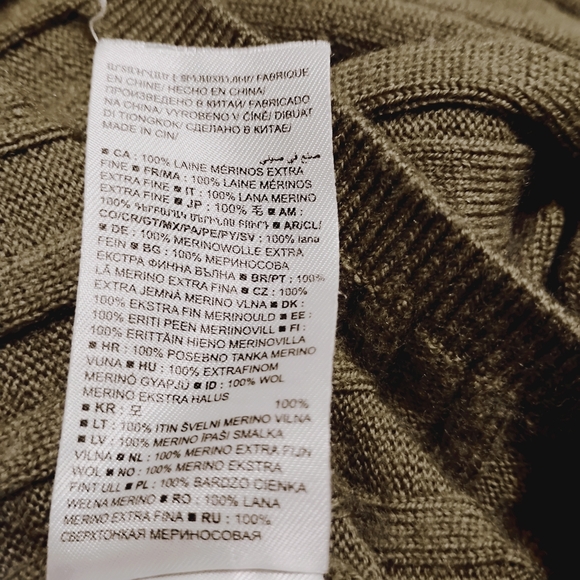 FABRIQUE
EN CHINE/ HECHO EN CHINA/
ПРОИЗВЕДЕНО В КИТАЙ/ FABRICADO
NA CHINA/ VYROBENO V ČÍNĚ/ DIBUAT
DI TIONGKOK/ СДЕЛАНО В КИТАЕ/
MADE IN CIN/ صنع في صيني
■ CA : 100% LAINE MÉRINOS EXTRA
FINE ■ FR/MA : 100% LAINE MÉRINOS
EXTRA FINE ■ IT : 100% LANA MERINO
EXTRA FINE ■ JP : 100% 毛 ■ AM :
100% ■ AR/CL/
CO/CR/GT/MX/PA/PE/PY/SV : 100% lana
■ DE : 100% MERINOWOLLE EXTRA
FEIN ■ BG : 100% МЕРИНОСОВА
ЕКСТРА ФИННА ВЪЛНА ■ BR/PT : 100%
LÃ MERINO EXTRA FINA ■ CZ : 100%
EXTRA JEMNÁ MERINO VLNA ■ DK :
100% EKSTRA FIN MERINOULD ■ EE :
100% ERITI PEEN MERIINOVILL ■ FI :
100% ERITTÄIN HIENO MERINOVILLA
■ HR : 100% POSEBNO TANKA MERINO
VUNA ■ HU : 100% EXTRAFINOM
MERINÓ GYAPJÚ ■ ID : 100% WOL
MERINO EKSTRA HALUS
■ KR : 모 100%
■ LT : 100% ITIN ŠVELNI MERINO VILNA
■ LV : 100% MERINO ĪPAŠI SMALKA
VILNA ■ NL : 100% MERINO EXTRA FIJN
WOL ■ NO : 100% MERINO EKSTRA
FINT ULL ■ PL : 100% BARDZO CIENKA
WEŁNA MERINO ■ RO : 100% LANA
MERINO EXTRA FINA ■ RU : 100%
СВЕРХТОНКАЯ МЕРИНОСОВАЯ